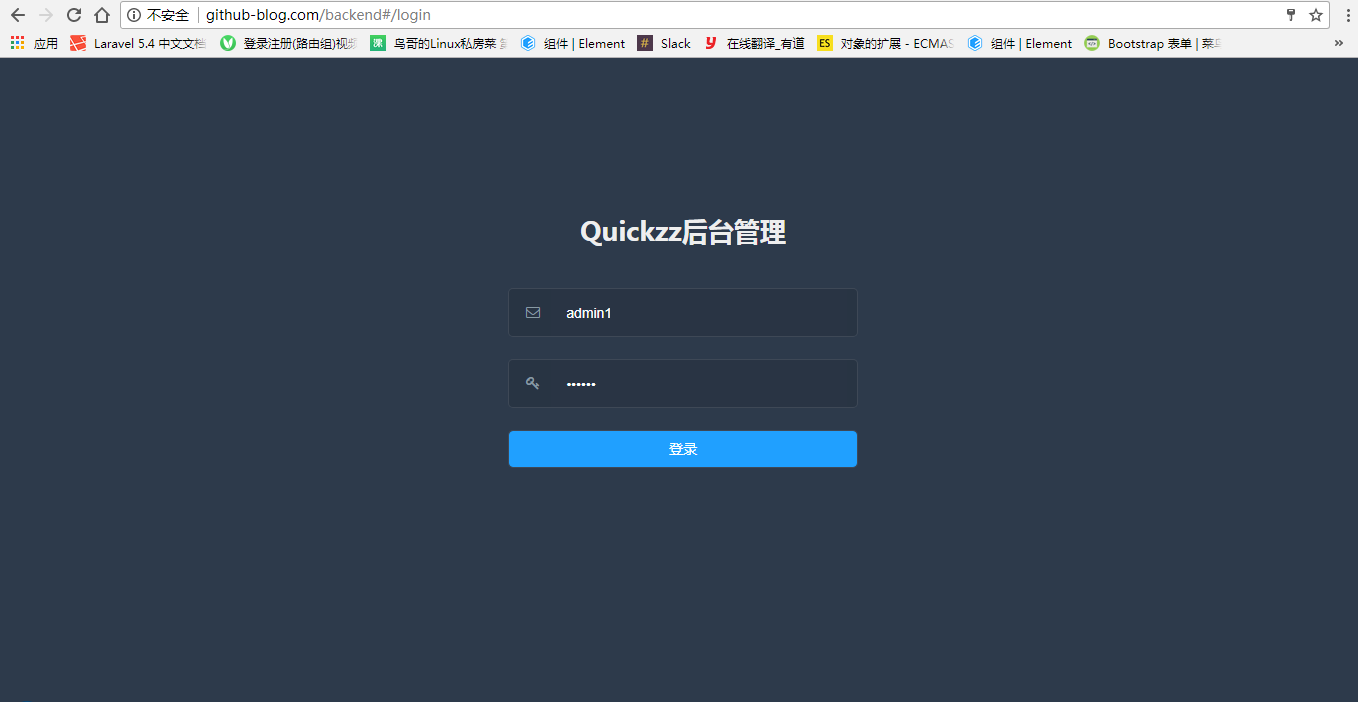 不安全 github-blog.com/backend#/login
应用 Laravel 5.4 中文文档 登录注册(路由组)视频 鸟哥的Linux私房菜 组件 | Element # Slack y 在线翻译_有道 ES 对象的扩展 - ECMAS 组件 | Element Bootstrap 表单 | 菜 »
Quickzz后台管理
admin1
••••••
登录